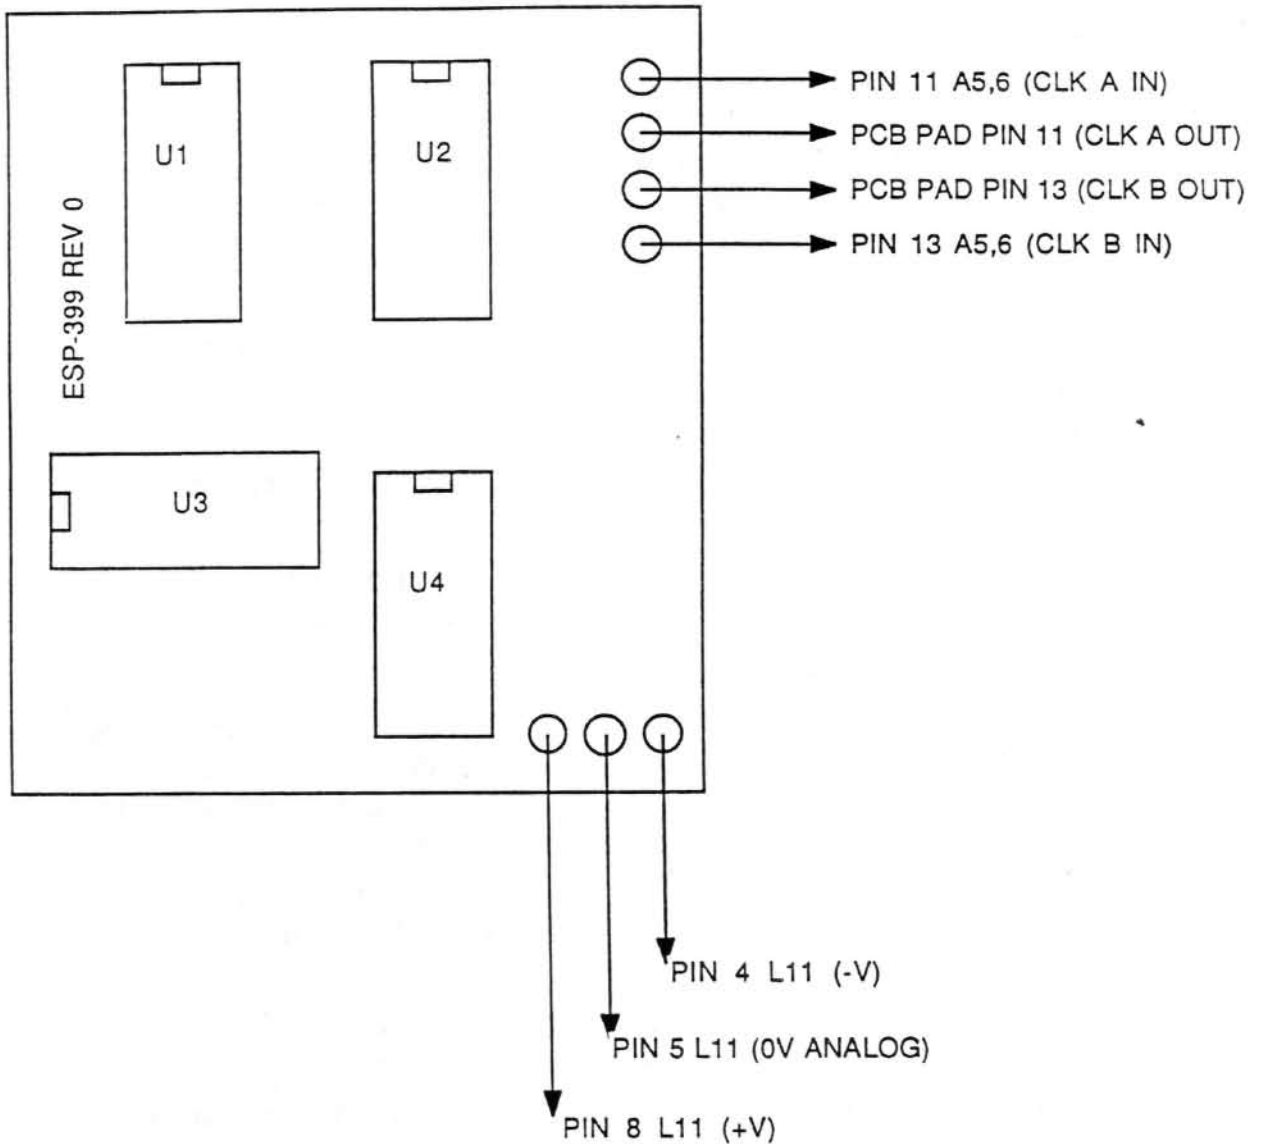 U1
U2
ESP-399 REV 0
PIN 11 A5,6 (CLK A IN)
PCB PAD PIN 11 (CLK A OUT)
PCB PAD PIN 13 (CLK B OUT)
PIN 13 A5,6 (CLK B IN)
U3
U4
PIN 4 L11 (-V)
PIN 5 L11 (0V ANALOG)
PIN 8 L11 (+V)